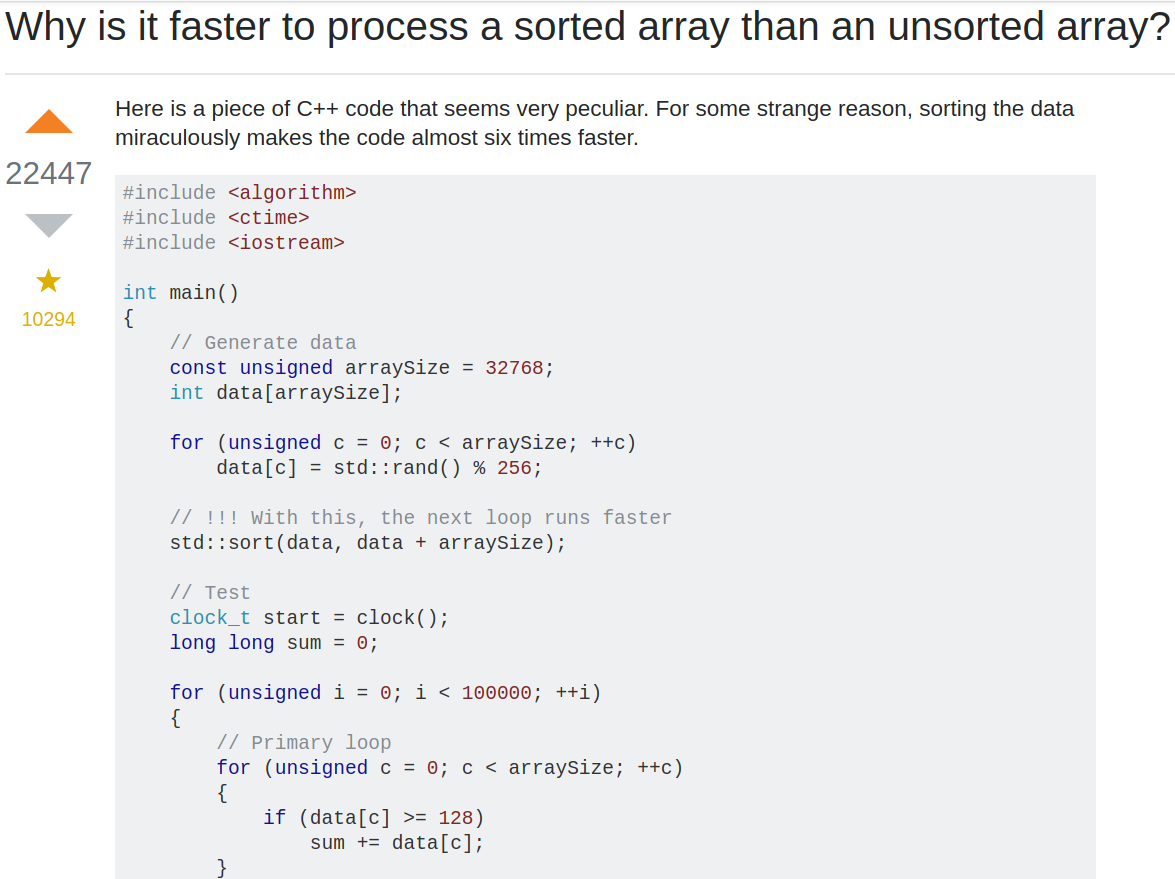 Why is it faster to process a sorted array than an unsorted array?
22447
10294
Here is a piece of C++ code that seems very peculiar. For some strange reason, sorting the data
miraculously makes the code almost six times faster.
#include <algorithm>
#include <ctime>
#include <iostream>
int main()
{
    // Generate data
    const unsigned arraySize = 32768;
    int data[arraySize];
    for (unsigned c = 0; c < arraySize; ++c)
        data[c] = std::rand() % 256;
    // !!! With this, the next loop runs faster
    std::sort(data, data + arraySize);
    // Test
    clock_t start = clock();
    long long sum = 0;
    for (unsigned i = 0; i < 100000; ++i)
    {
        // Primary loop
        for (unsigned c = 0; c < arraySize; ++c)
        {
            if (data[c] >= 128)
                sum += data[c];
        }